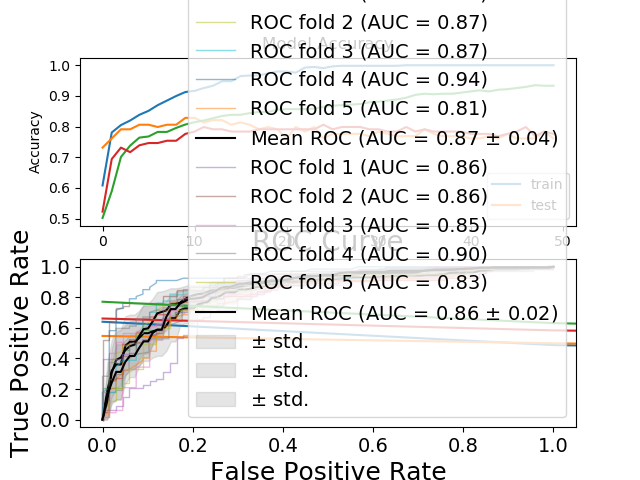 ROC fold 2 (AUC = 0.87)
Model Accuracy
ROC fold 3 (AUC = 0.87)
ROC fold 4 (AUC = 0.94)
ROC fold 5 (AUC = 0.81)
Mean ROC (AUC = 0.87 ± 0.04)
ROC fold 1 (AUC = 0.86)
ROC fold 2 (AUC = 0.86)
ROC fold 3 (AUC = 0.85)
ROC fold 4 (AUC = 0.90)
ROC fold 5 (AUC = 0.83)
Mean ROC (AUC = 0.86 ± 0.02)
± std.
± std.
± std.
Accuracy
1.0
0.9
0.8
0.7
0.6
0.5
0 10 40 50
train
test
ROC Curve
True Positive Rate
1.0
0.8
0.6
0.4
0.2
0.0
0.0 0.2 0.4 0.6 0.8 1.0
False Positive Rate